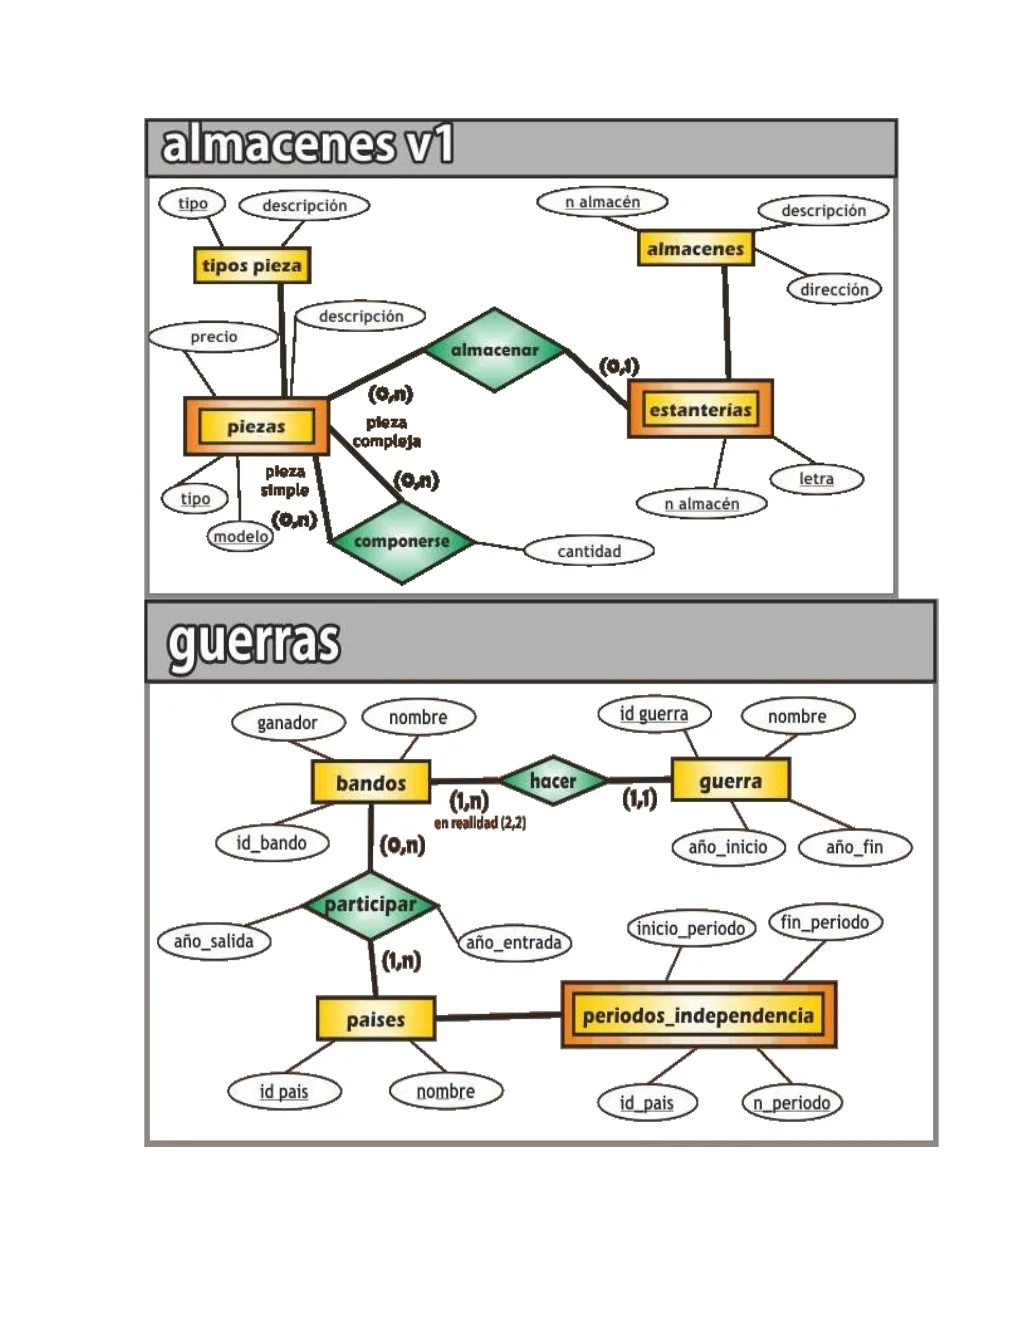 almacenes v1
tipo
descripción
n almacén
descripción
tipos pieza
almacenes
dirección
precio
descripción
almacenar
(0,1)
(0,n)
piezas
pieza
compleja
estanterías
pieza
simple
(0,n)
letra
tipo
n almacén
(0,n)
modelo
componerse
cantidad
guerras
ganador
nombre
id guerra
nombre
bandos
hacer
guerra
(1,n)
(1,1)
en realidad (2,2)
id_bando
(0,n)
año_inicio
año_fin
participar
año_salida
año_entrada
inicio_periodo
fin_periodo
(1,n)
paises
periodos_independencia
id pais
nombre
id_pais
n_periodo